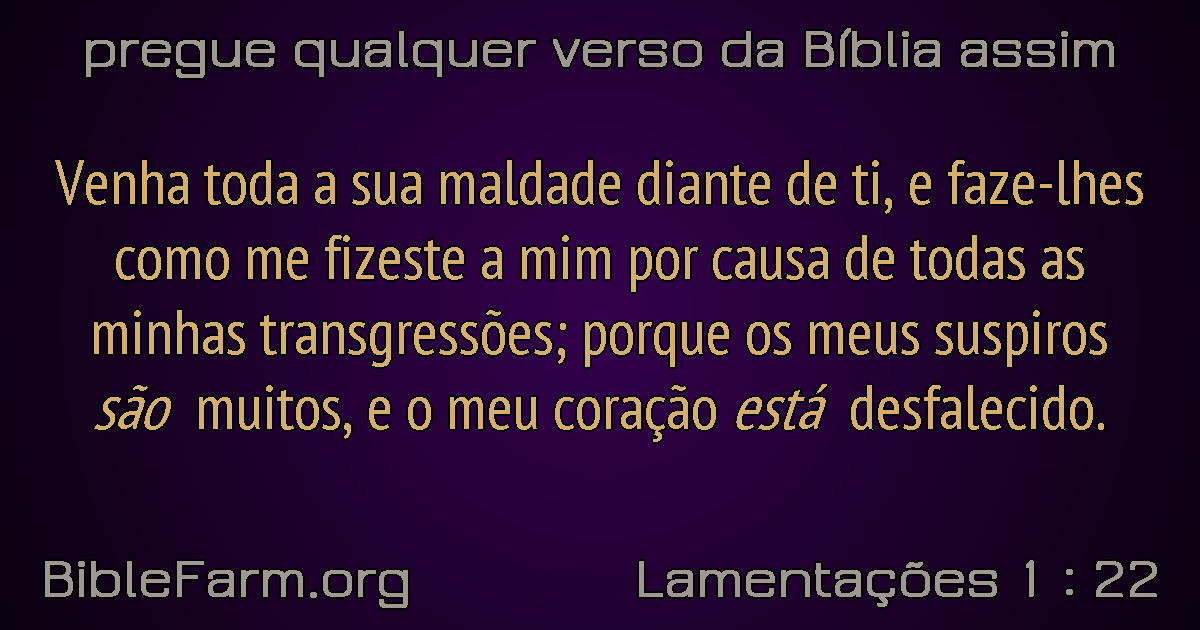 pregue qualquer verso da Bíblia assim
Venha toda a sua maldade diante de ti, e faze-lhes
como me fizeste a mim por causa de todas as
minhas transgressões; porque os meus suspiros
são muitos, e o meu coração está desfalecido.
BibleFarm.org
Lamentações 1 : 22